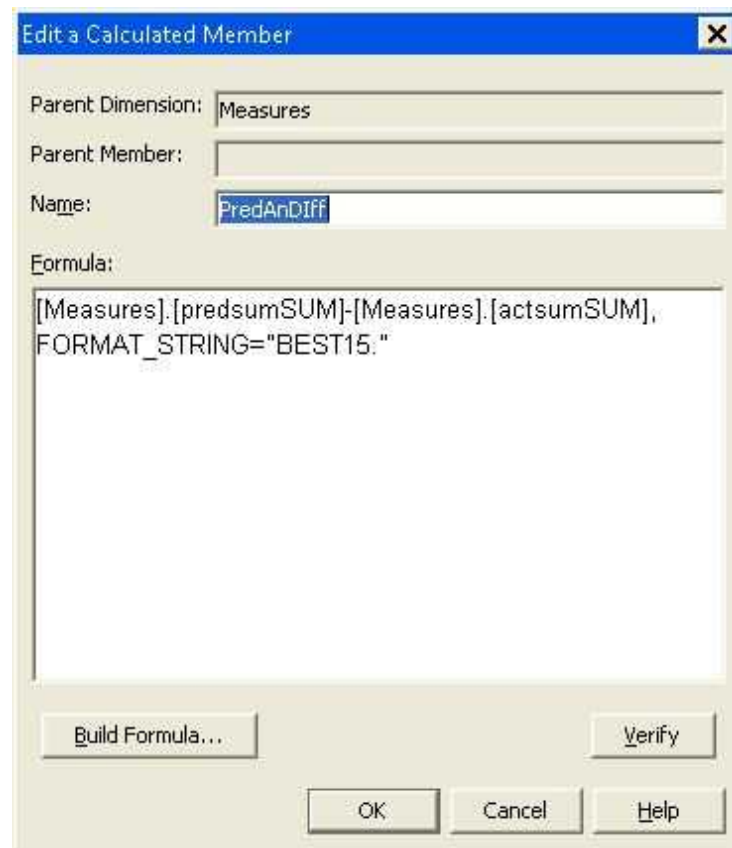 Edit a Calculated Member
Parent Dimension: Measures
Parent Member:
Name: PredAnDIff
Formula:
[Measures].[predsumSUM]-[Measures].[actsumSUM],
FORMAT_STRING="BEST15."
Build Formula... Verify
OK Cancel Help